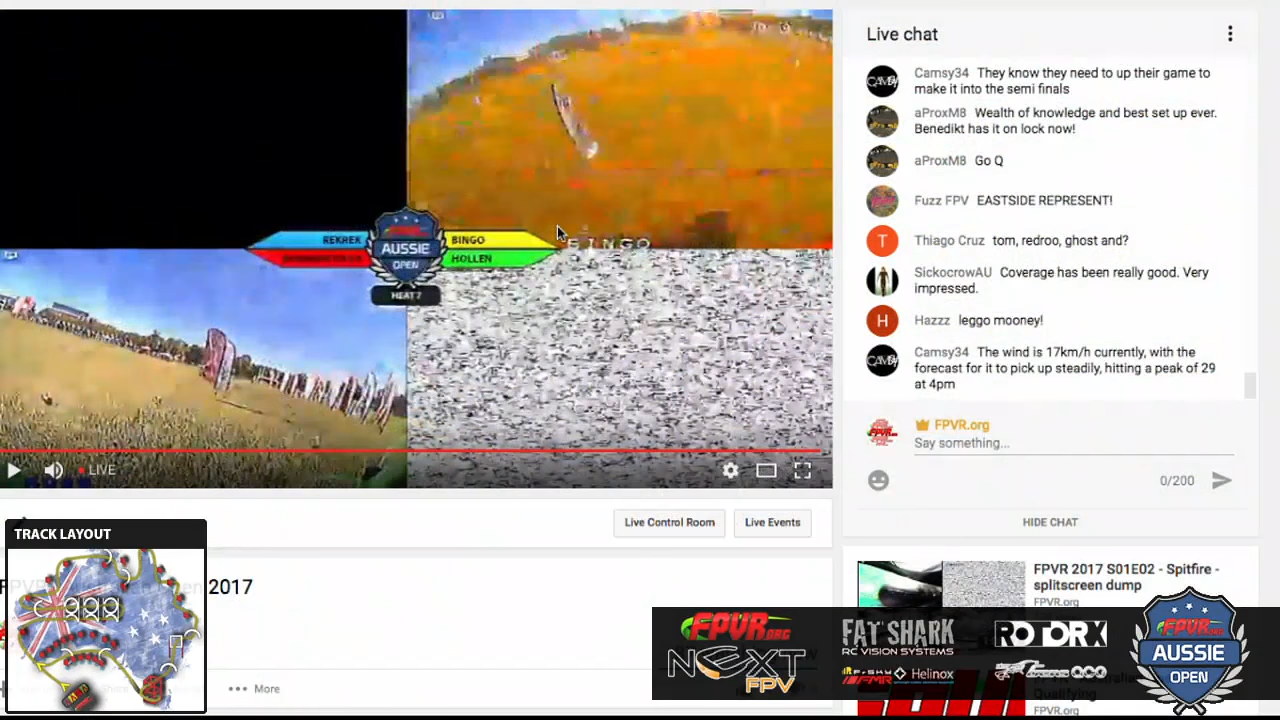 REKREK
BINGO
HOLLEN
AUSSIE
OPEN
HEAT 7
BINGO
LIVE
Live chat
Camsy34 They know they need to up their game to
make it into the semi finals
aProxM8 Wealth of knowledge and best set up ever.
Benedikt has it on lock now!
aProxM8 Go Q
Fuzz FPV EASTSIDE REPRESENT!
T
Thiago Cruz tom, redroo, ghost and?
SickocrowAU Coverage has been really good. Very
impressed.
H
Hazzz leggo mooney!
Camsy34 The wind is 17km/h currently, with the
forecast for it to pick up steadily, hitting a peak of 29
at 4pm
FPVR.org
Say something...
0/200
HIDE CHAT
Live Control Room
Live Events
TRACK LAYOUT
2017
More
FPVR 2017 S01E02 - Spitfire -
splitscreen dump
FPVR.org
FPVR.ORG
NEXT
FPV
FAT SHARK
RC VISION SYSTEMS
ROTORX
Helinox
FPVR
AUSSIE
OPEN
Qualifying
FPVR.org